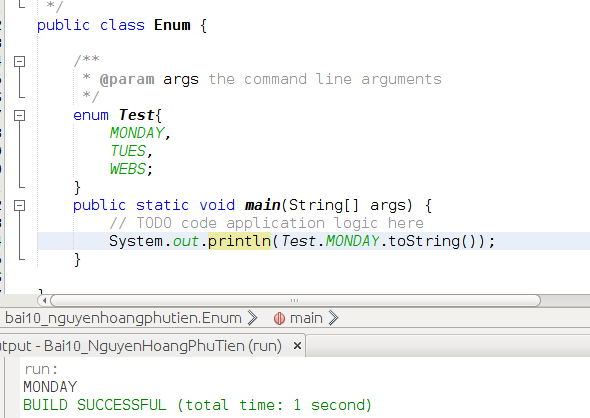 */
public class Enum {
/**
* @param args the command line arguments
*/
enum Test{
MONDAY,
TUES,
WEBS;
}
public static void main(String[] args) {
// TODO code application logic here
System.out.println(Test.MONDAY.toString());
}
}
bai10_nguyenhoangphutien.Enum
main
tput - Bai10_NguyenHoangPhuTien (run) ×
run:
MONDAY
BUILD SUCCESSFUL (total time: 1 second)